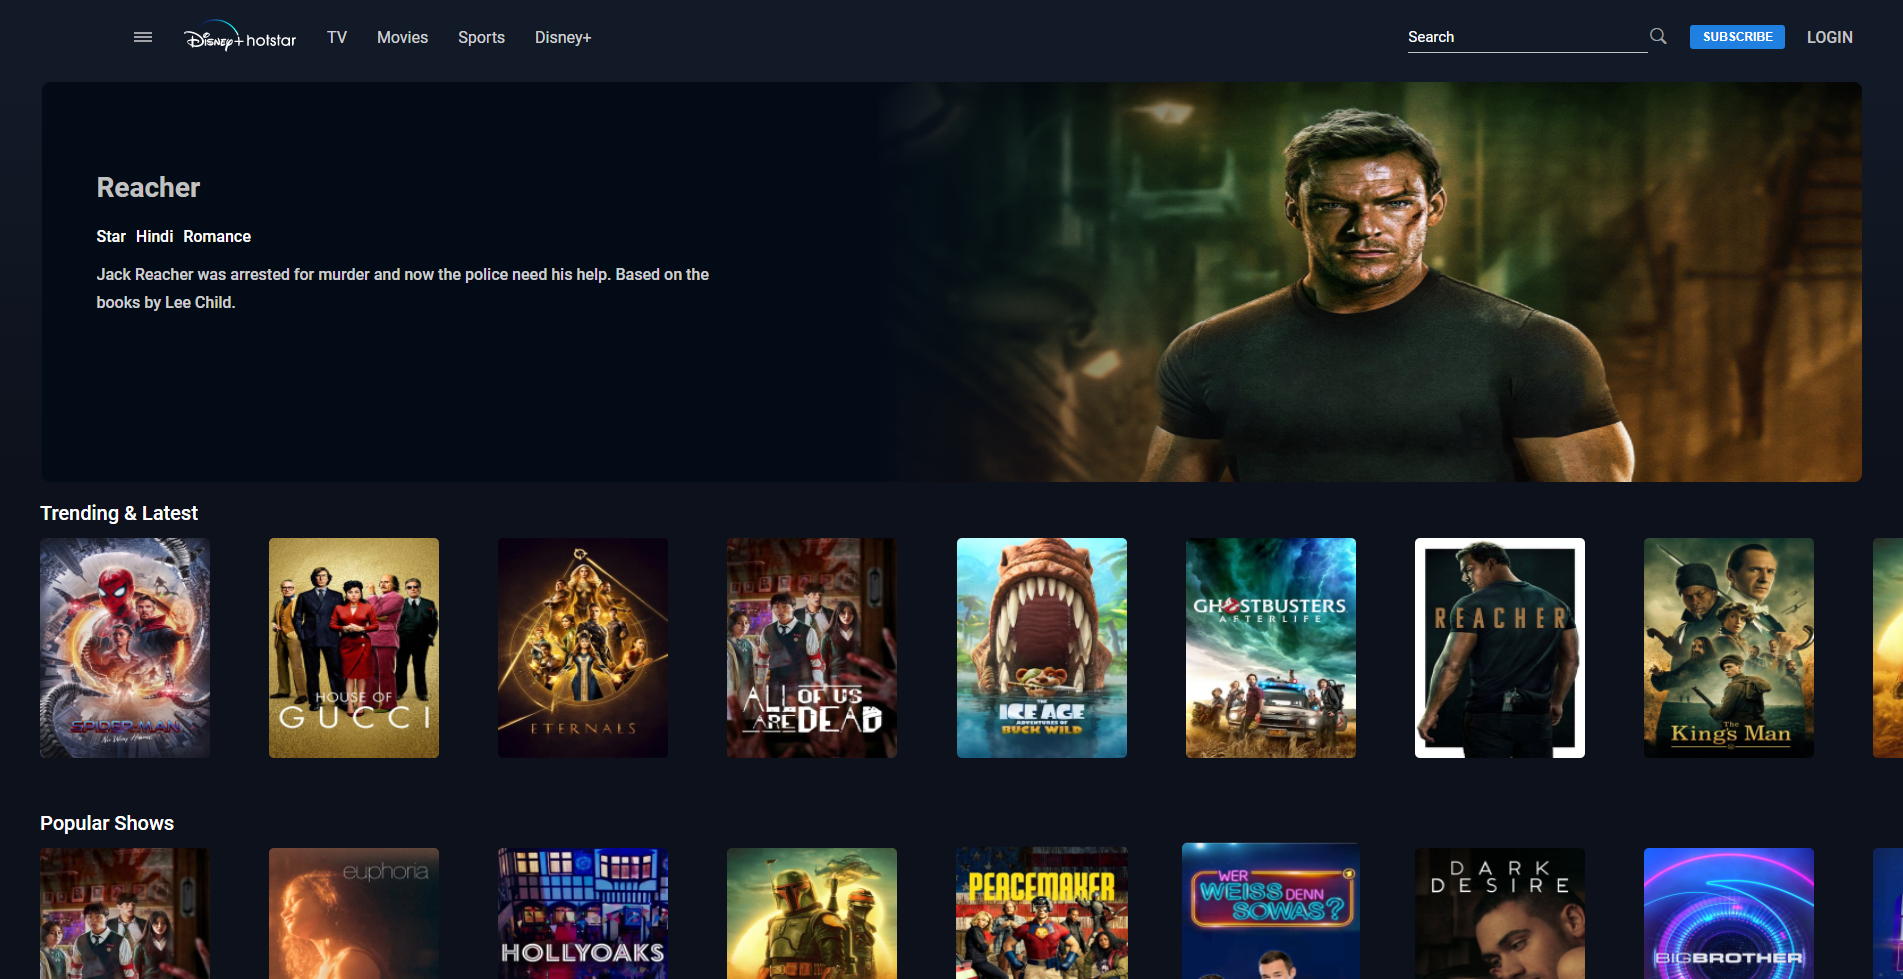 Disney+ hotstar
TV
Movies
Sports
Disney+
Search
SUBSCRIBE
LOGIN
Reacher
Star Hindi Romance
Jack Reacher was arrested for murder and now the police need his help. Based on the
books by Lee Child.
Trending & Latest
SPIDER-MAN
No Way Home
HOUSE OF
GUCCI
ETERNALS
ALL OF US
ARE DEAD
THE
ICE AGE
ADVENTURES OF
BUCK WILD
GHOSTBUSTERS
AFTERLIFE
REACHER
The
King's Man
Popular Shows
euphoria
HOLLYOAKS
PEACEMAKER
WER
WEISS DENN
SOWAS?
DARK
DESIRE
BIGBROTHER